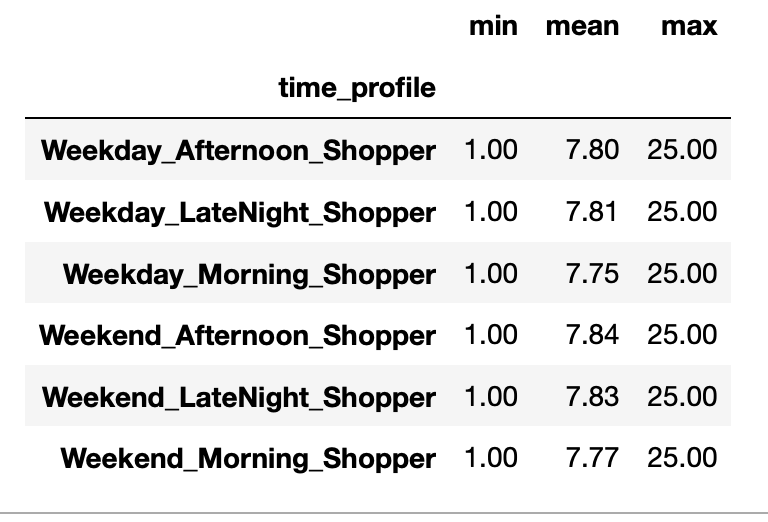 min mean max
time_profile
Weekday_Afternoon_Shopper 1.00 7.80 25.00
Weekday_LateNight_Shopper 1.00 7.81 25.00
Weekday_Morning_Shopper 1.00 7.75 25.00
Weekend_Afternoon_Shopper 1.00 7.84 25.00
Weekend_LateNight_Shopper 1.00 7.83 25.00
Weekend_Morning_Shopper 1.00 7.77 25.00